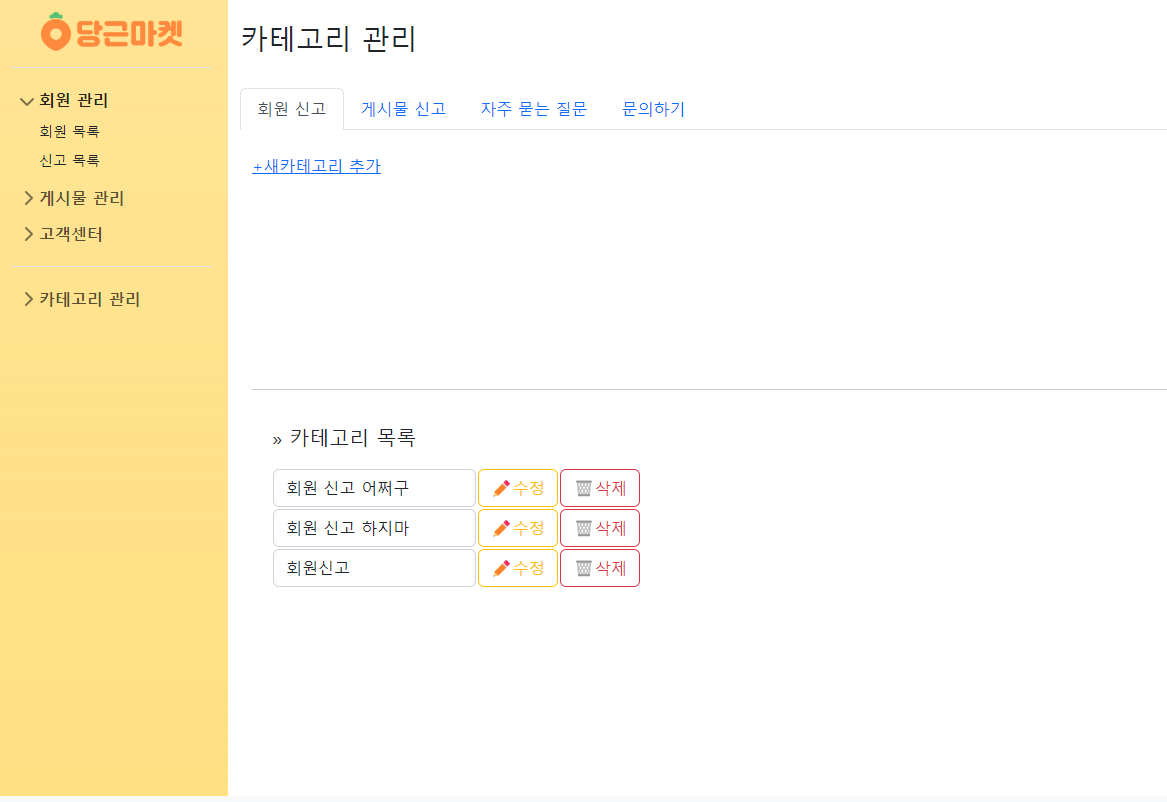 당근마켓
회원 관리
회원 목록
신고 목록
게시물 관리
고객센터
카테고리 관리
카테고리 관리
회원 신고 게시물 신고 자주 묻는 질문 문의하기
+새카테고리 추가
» 카테고리 목록
회원 신고 어쩌구 수정 삭제
회원 신고 하지마 수정 삭제
회원신고 수정 삭제